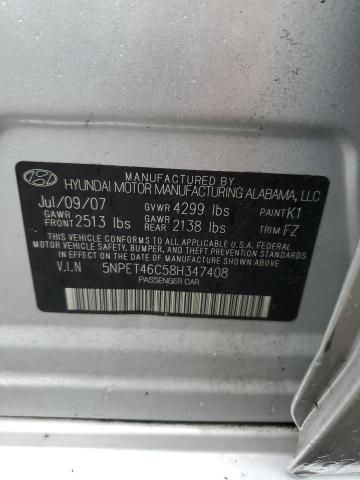 MANUFACTURED BY
HYUNDAI MOTOR MANUFACTURING ALABAMA, LLC
Jul/09/07 GVWR 4299 lbs PAINT K1
GAWR FRONT 2513 lbs GAWR REAR 2138 lbs TRIM FZ
THIS VEHICLE CONFORMS TO ALL APPLICABLE U.S.A. FEDERAL
MOTOR VEHICLE SAFETY, BUMPER, AND THEFT PREVENTION STANDARDS
IN EFFECT ON THE DATE OF MANUFACTURE SHOWN ABOVE.
V.I.N 5NPET46C58H347408
PASSENGER CAR